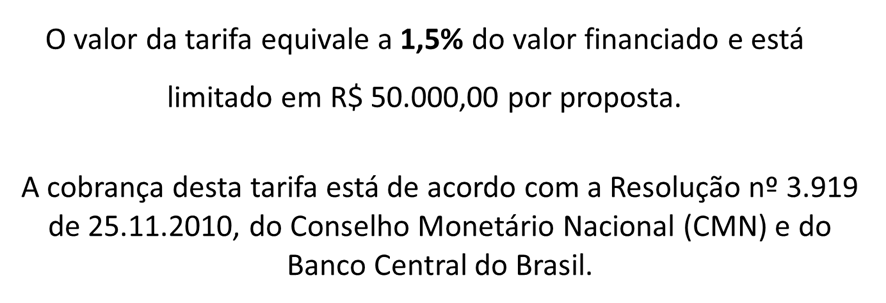 O valor da tarifa equivale a 1,5% do valor financiado e está
limitado em R$ 50.000,00 por proposta.
A cobrança desta tarifa está de acordo com a Resolução nº 3.919
de 25.11.2010, do Conselho Monetário Nacional (CMN) e do
Banco Central do Brasil.